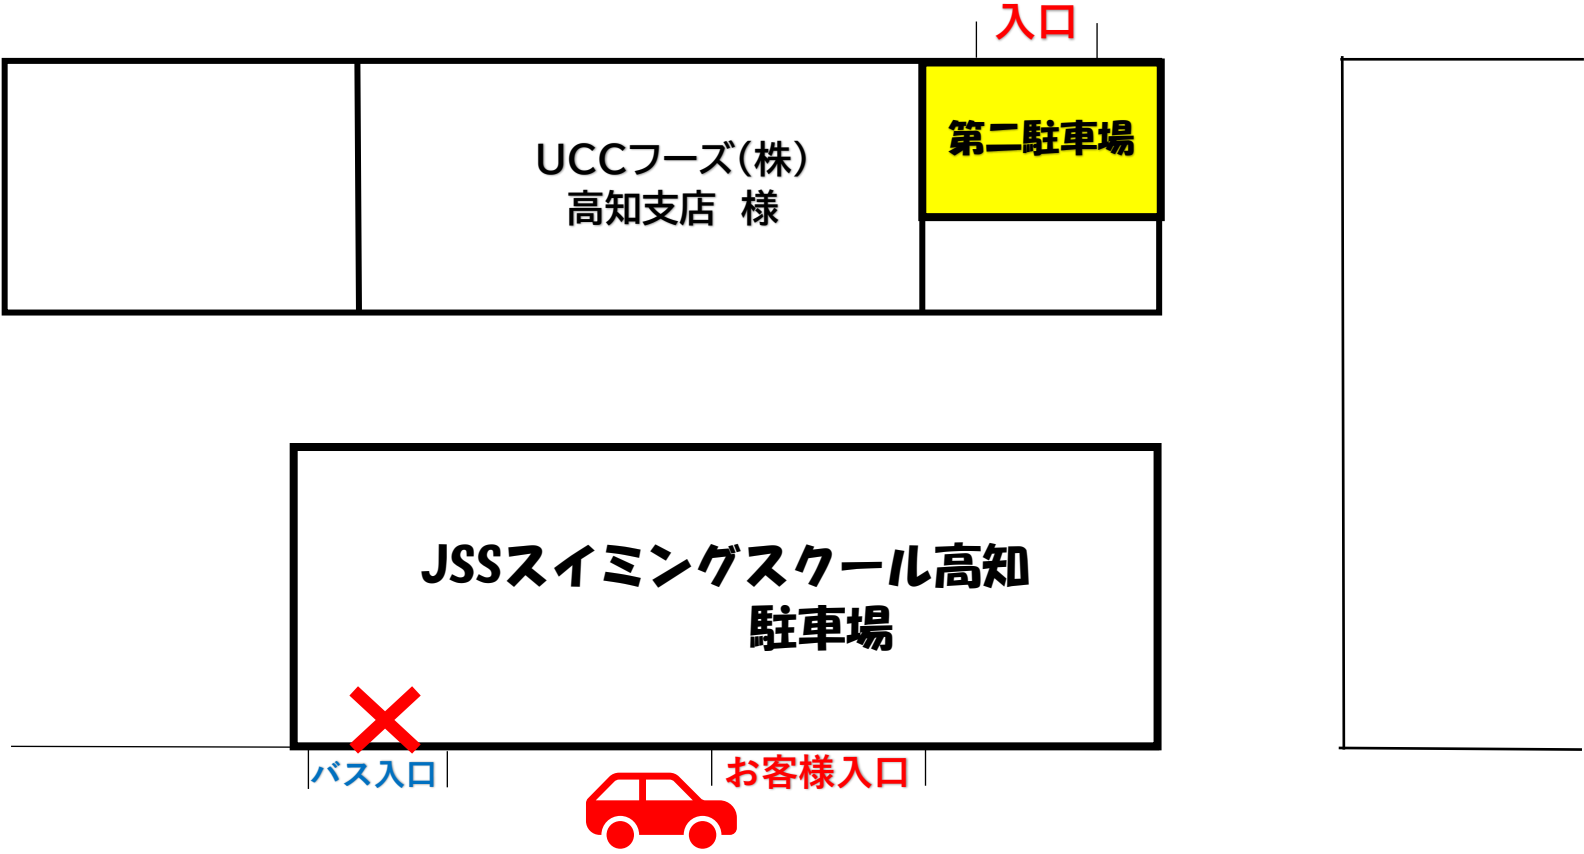 入口
第二駐車場
UCCフーズ(株)
高知支店　様
JSSスイミングスクール高知
駐車場
バス入口
お客様入口